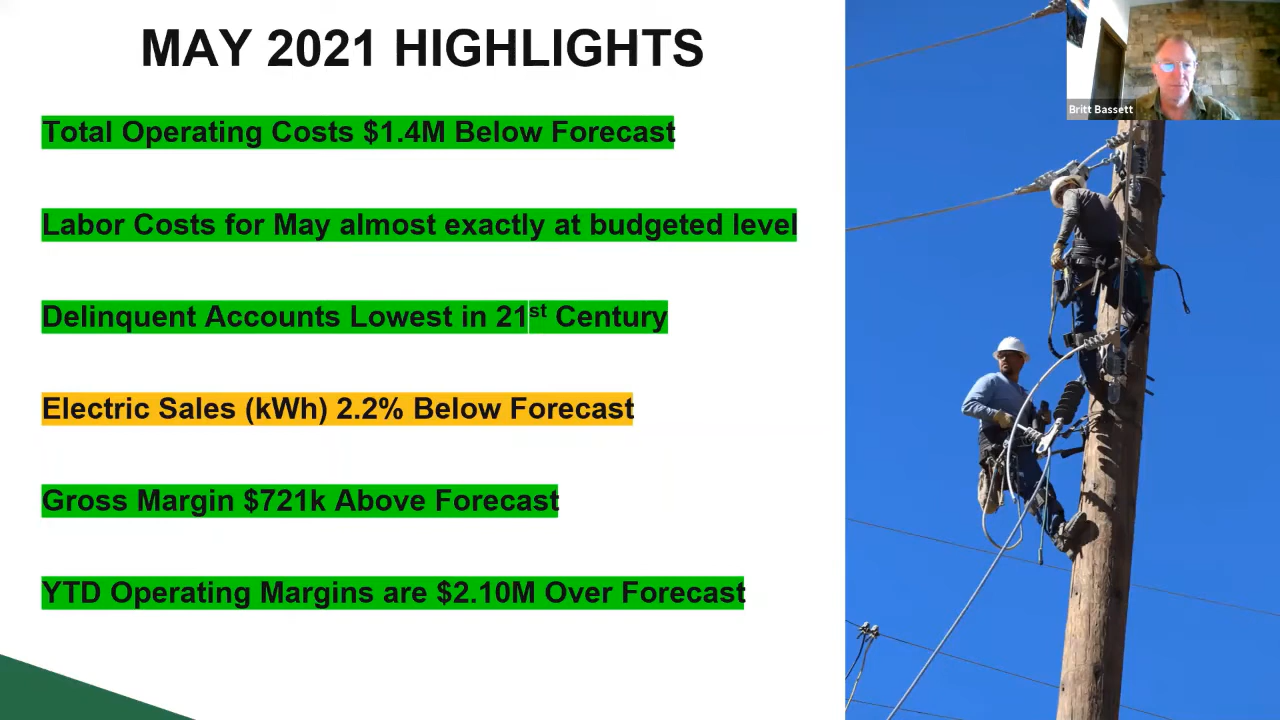 MAY 2021 HIGHLIGHTS
Britt Bassett
Total Operating Costs $1.4M Below Forecast
Labor Costs for May almost exactly at budgeted level
Delinquent Accounts Lowest in 21st Century
Electric Sales (kWh) 2.2% Below Forecast
Gross Margin $721k Above Forecast
YTD Operating Margins are $2.10M Over Forecast